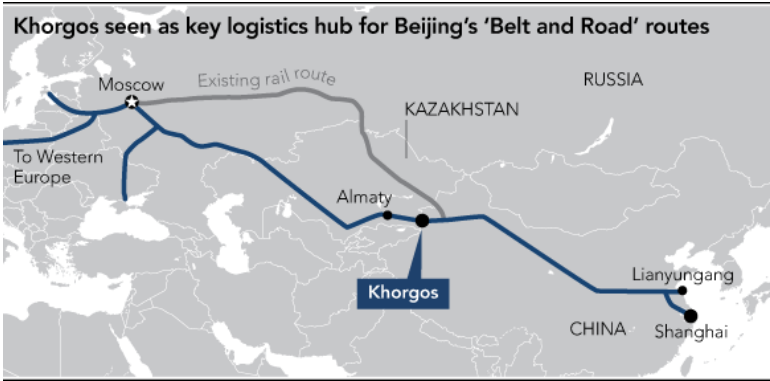 Khorgos seen as key logistics hub for Beijing's 'Belt and Road' routes
Moscow
Existing rail route
RUSSIA
KAZAKHSTAN
To Western
Europe
Almaty
Khorgos
Lianyungang
CHINA
Shanghai